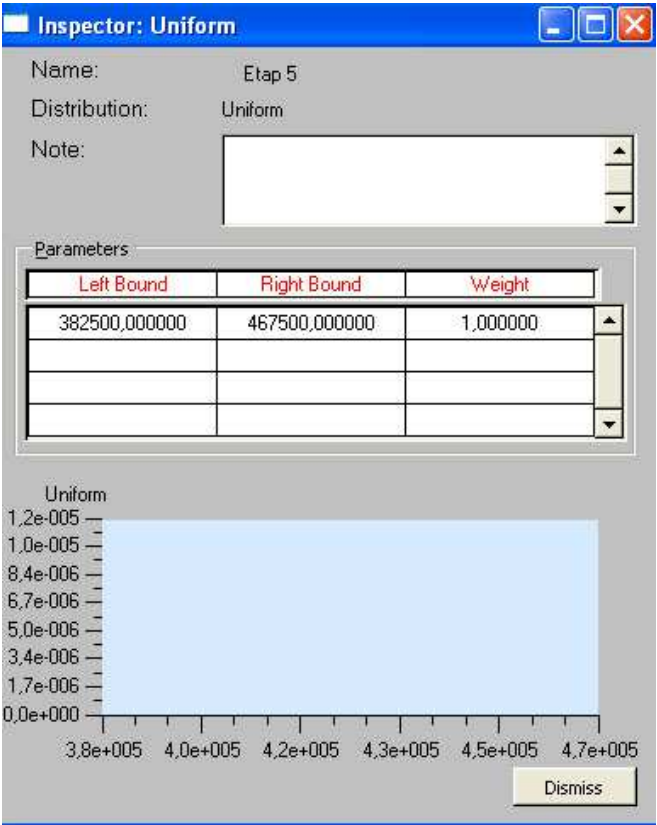 Inspector: Uniform
Name: Etap 5
Distribution: Uniform
Note:
Parameters
Left Bound Right Bound Weight
382500,000000 467500,000000 1,000000
Uniform
1,2e-005
1,0e-005
8,4e-006
6,7e-006
5,0e-006
3,4e-006
1,7e-006
0,0e+000
3,8e+005 4,0e+005 4,2e+005 4,3e+005 4,5e+005 4,7e+005
Dismiss